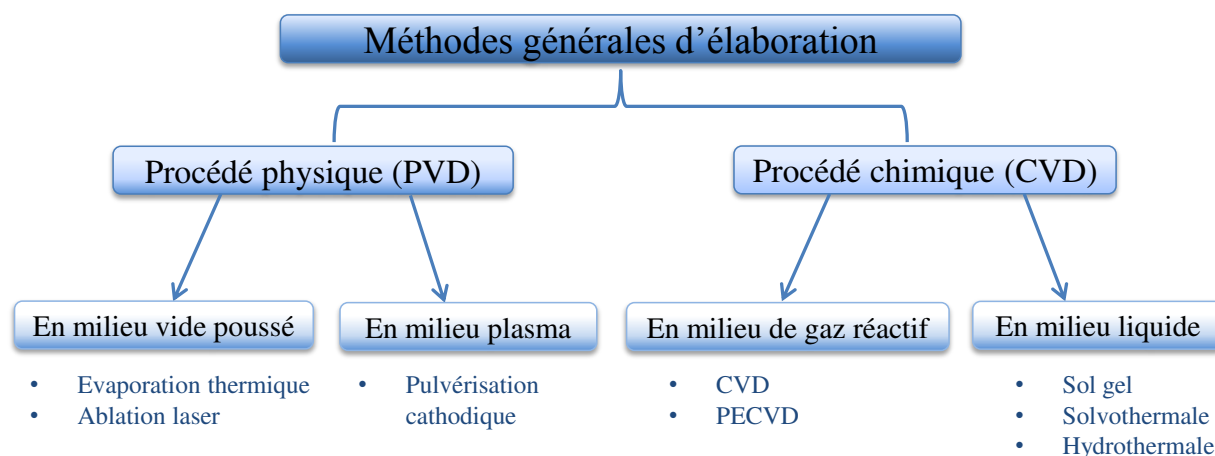 Méthodes générales d’élaboration
Procédé physique (PVD)
Procédé chimique (CVD)
En milieu vide poussé
En milieu plasma
En milieu de gaz réactif
En milieu liquide
• Evaporation thermique
• Ablation laser
• Pulvérisation
cathodique
• CVD
• PECVD
• Sol gel
• Solvothermale
• Hydrothermale